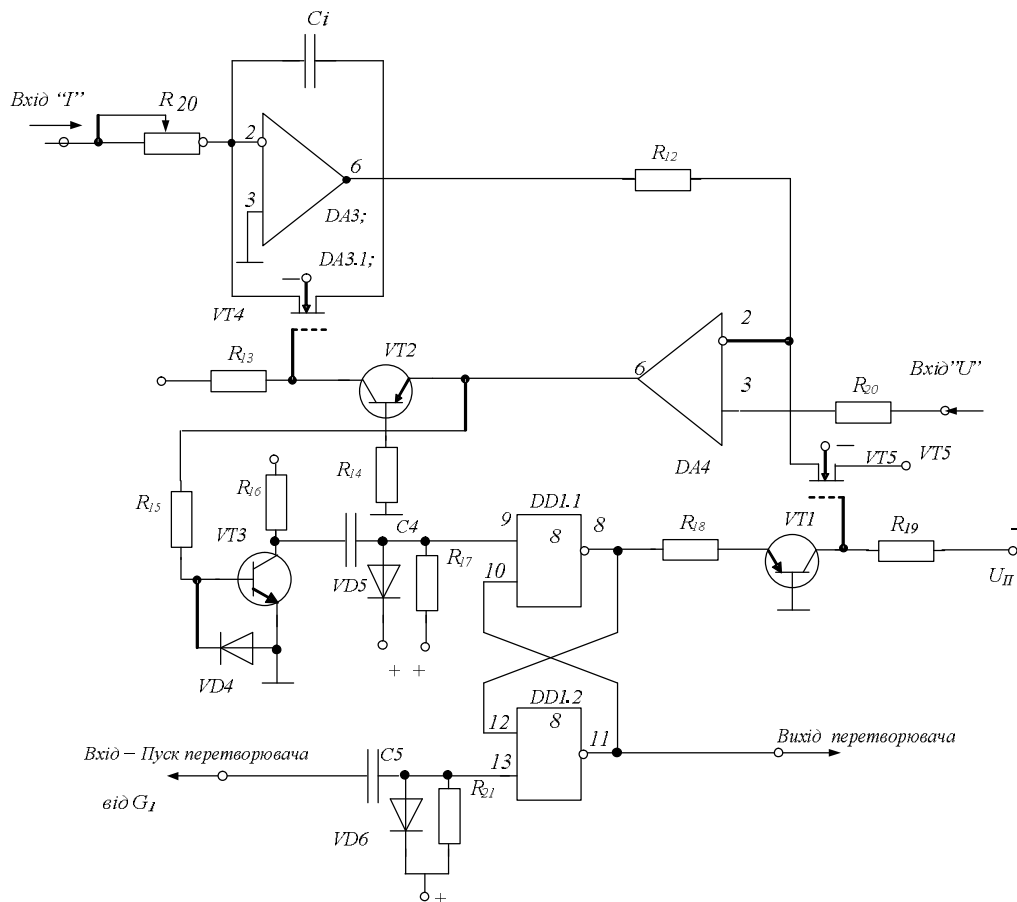 Ci
Вхід “I”
R20
2
6
3
DA3;
DA3.1;
R12
VT4
R13
VT2
2
6
3
Вхід”U”
R20
DA4
VT5
VT5
R14
R15
R16
VT3
C4
VD5
R17
9
DD1.1
8
8
10
R18
VT1
R19
–
UП
VD4
+ +
DD1.2
12
8
11
13
Вхід – Пуск перетворювача
від G1
C5
R21
VD6
+
Вихід перетворювача